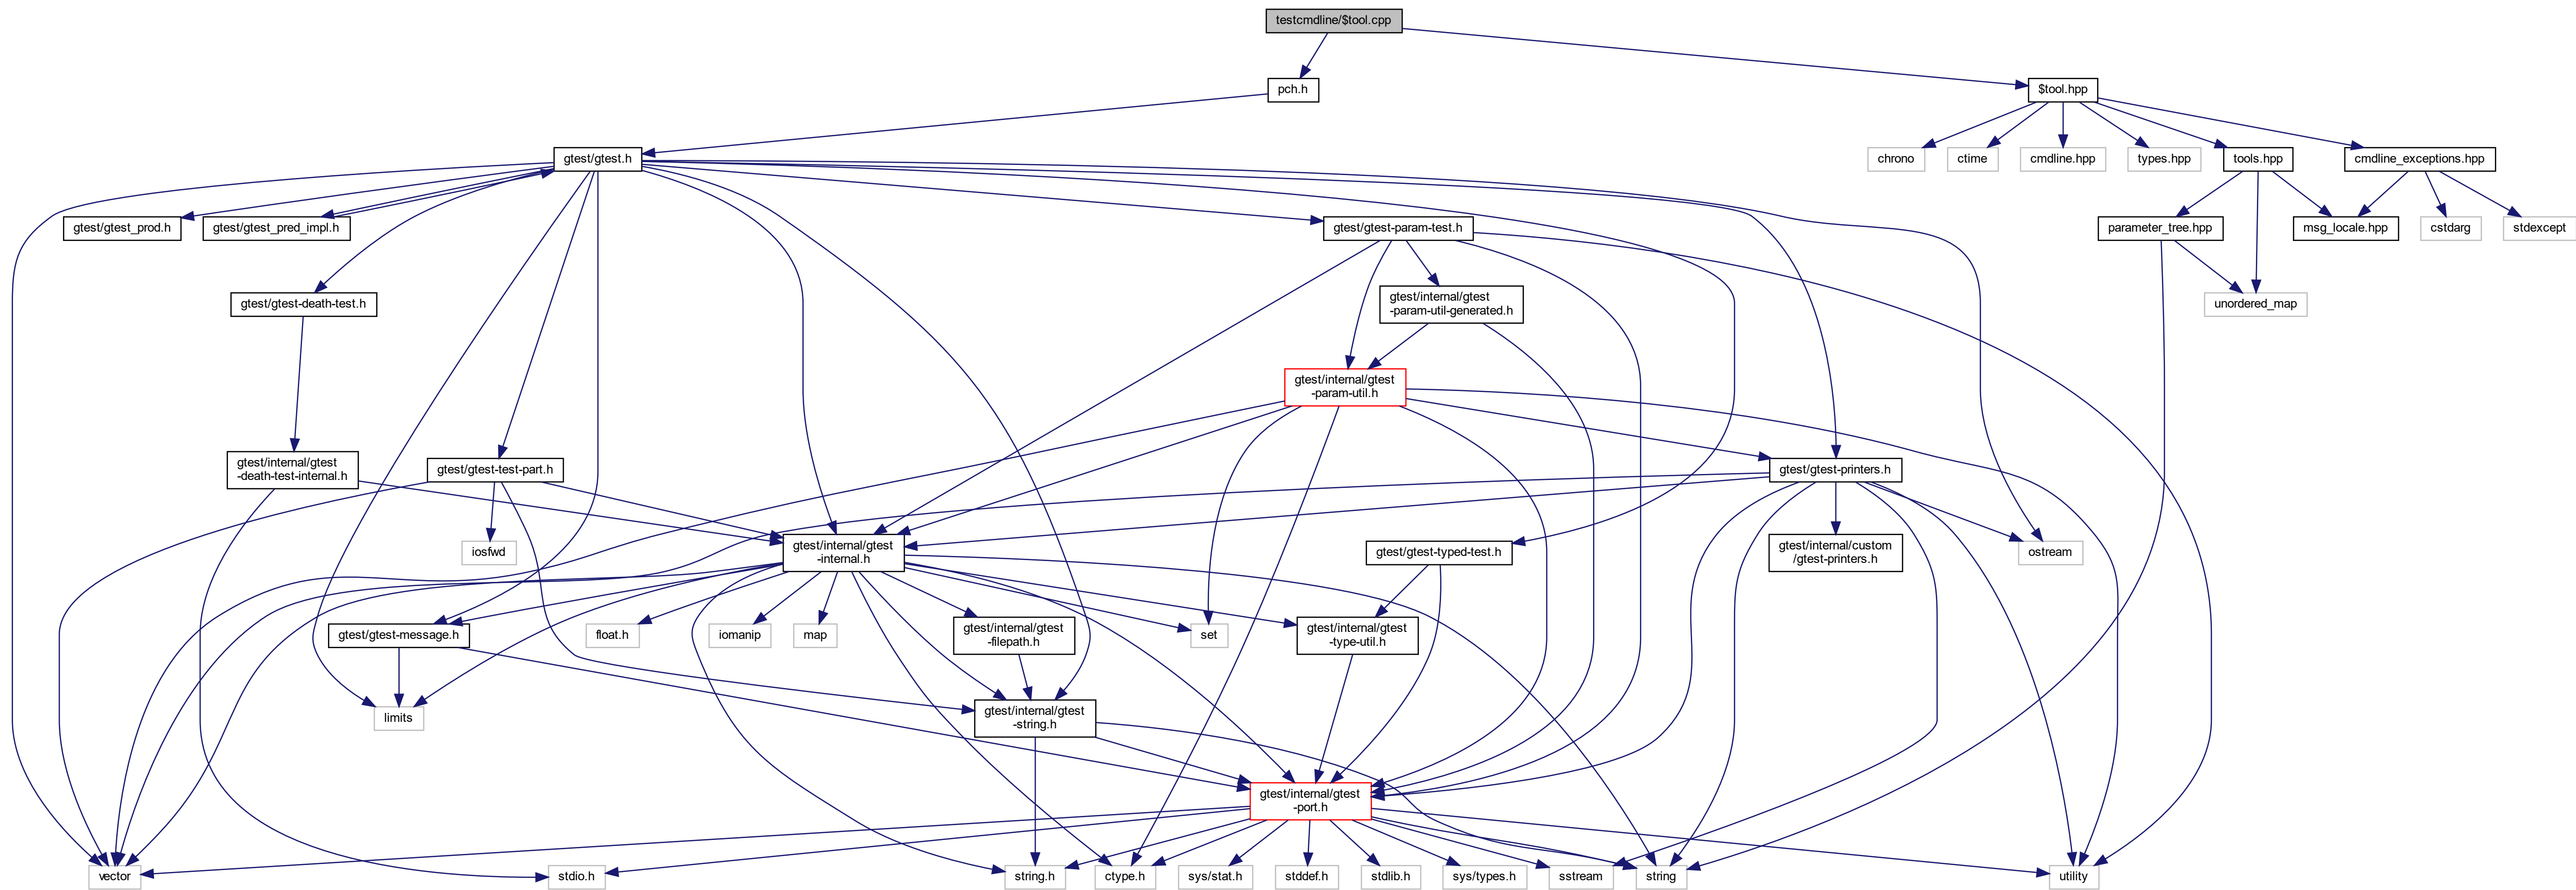 testcmdline/$tool.cpp
pch.h
$tool.hpp
gtest/gtest.h
chrono
ctime
cmdline.hpp
types.hpp
tools.hpp
cmdline_exceptions.hpp
gtest/gtest_prod.h
gtest/gtest_pred_impl.h
gtest/gtest-param-test.h
parameter_tree.hpp
msg_locale.hpp
cstdarg
stdexcept
gtest/gtest-death-test.h
gtest/internal/gtest
-param-util-generated.h
unordered_map
gtest/internal/gtest
-param-util.h
gtest/internal/gtest
-death-test-internal.h
gtest/gtest-test-part.h
gtest/gtest-printers.h
iosfwd
gtest/internal/gtest
-internal.h
gtest/gtest-typed-test.h
gtest/internal/custom
/gtest-printers.h
ostream
gtest/gtest-message.h
float.h
iomanip
map
gtest/internal/gtest
-filepath.h
set
gtest/internal/gtest
-type-util.h
limits
gtest/internal/gtest
-string.h
gtest/internal/gtest
-port.h
vector
stdio.h
string.h
ctype.h
sys/stat.h
stddef.h
stdlib.h
sys/types.h
sstream
string
utility